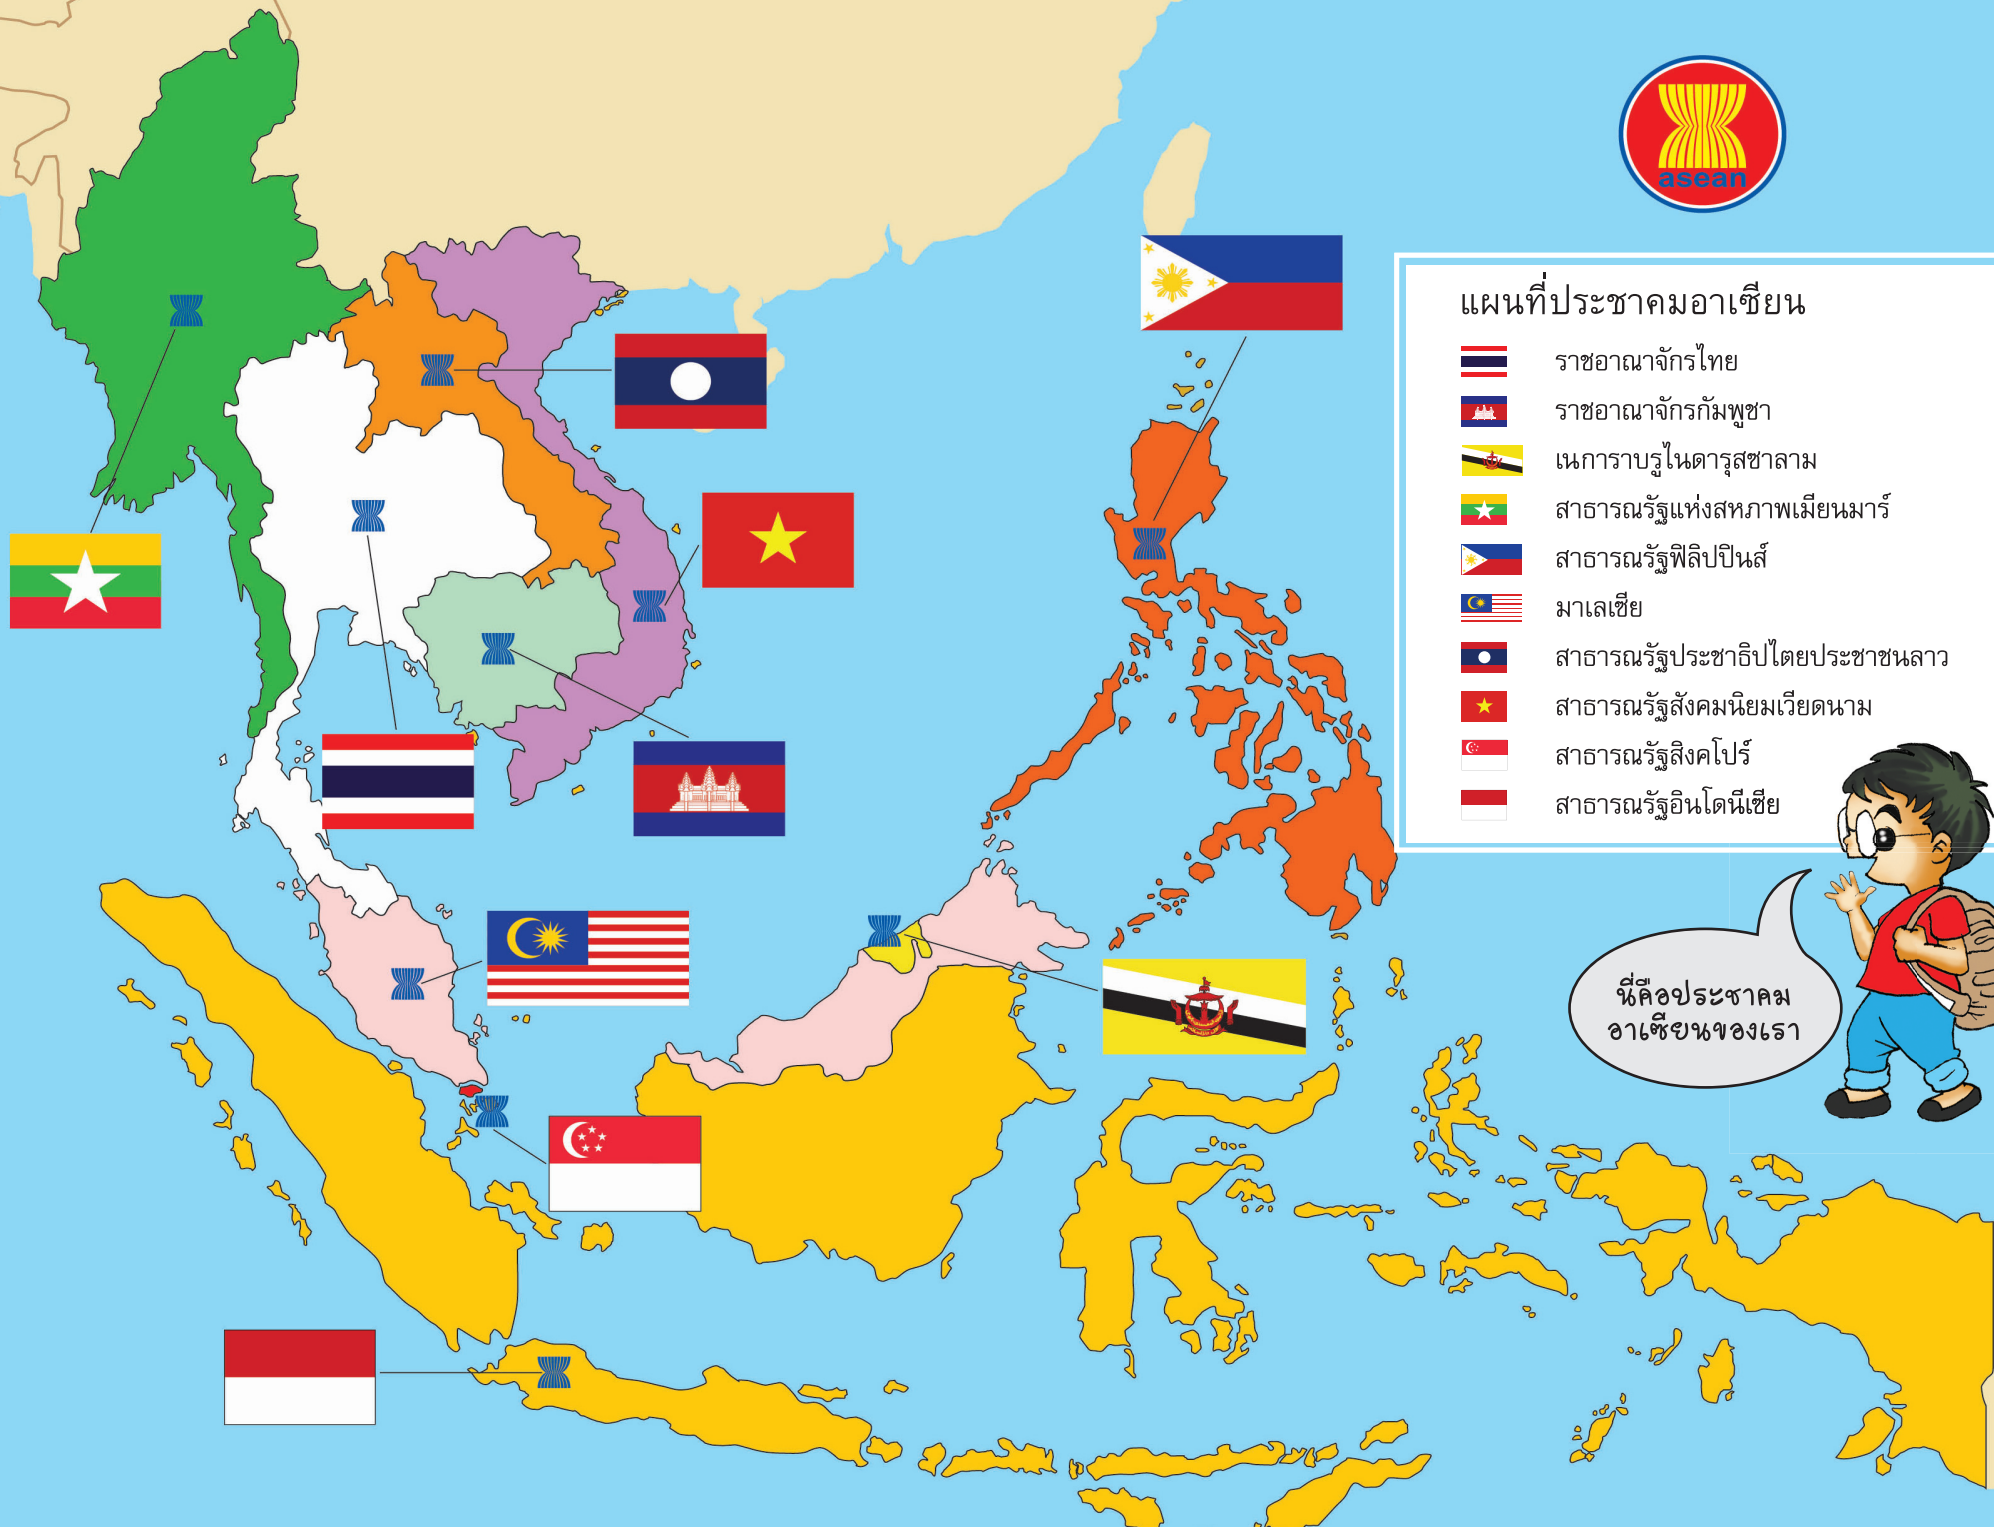 asean
แผนที่ประชาคมอาเซียน
ราชอาณาจักรไทย
ราชอาณาจักรกัมพูชา
เนการาบรูไนดารุสซาลาม
สาธารณรัฐแห่งสหภาพเมียนมาร์
สาธารณรัฐฟิลิปปินส์
มาเลเซีย
สาธารณรัฐประชาธิปไตยประชาชนลาว
สาธารณรัฐสังคมนิยมเวียดนาม
สาธารณรัฐสิงคโปร์
สาธารณรัฐอินโดนีเซีย
นี่คือประชาคม
อาเซียนของเรา